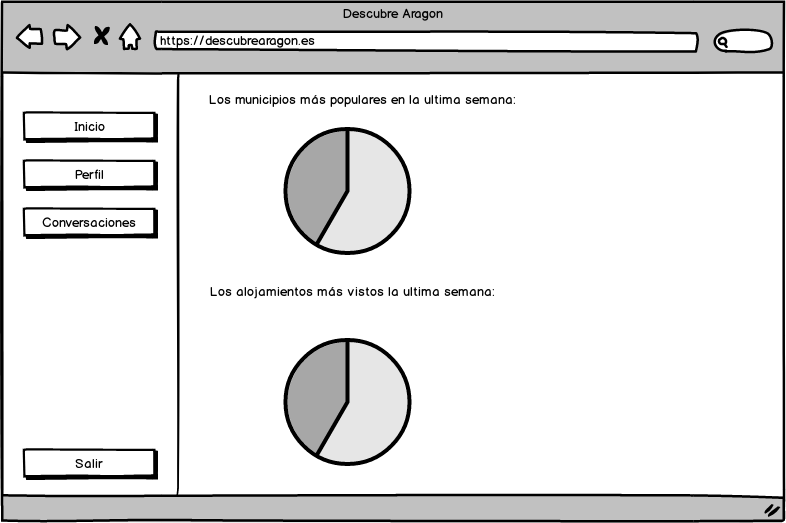 Descubre Aragon
https://descubrearagon.es
Inicio
Perfil
Conversaciones
Salir
Los municipios más populares en la ultima semana:
Los alojamientos más vistos la ultima semana: